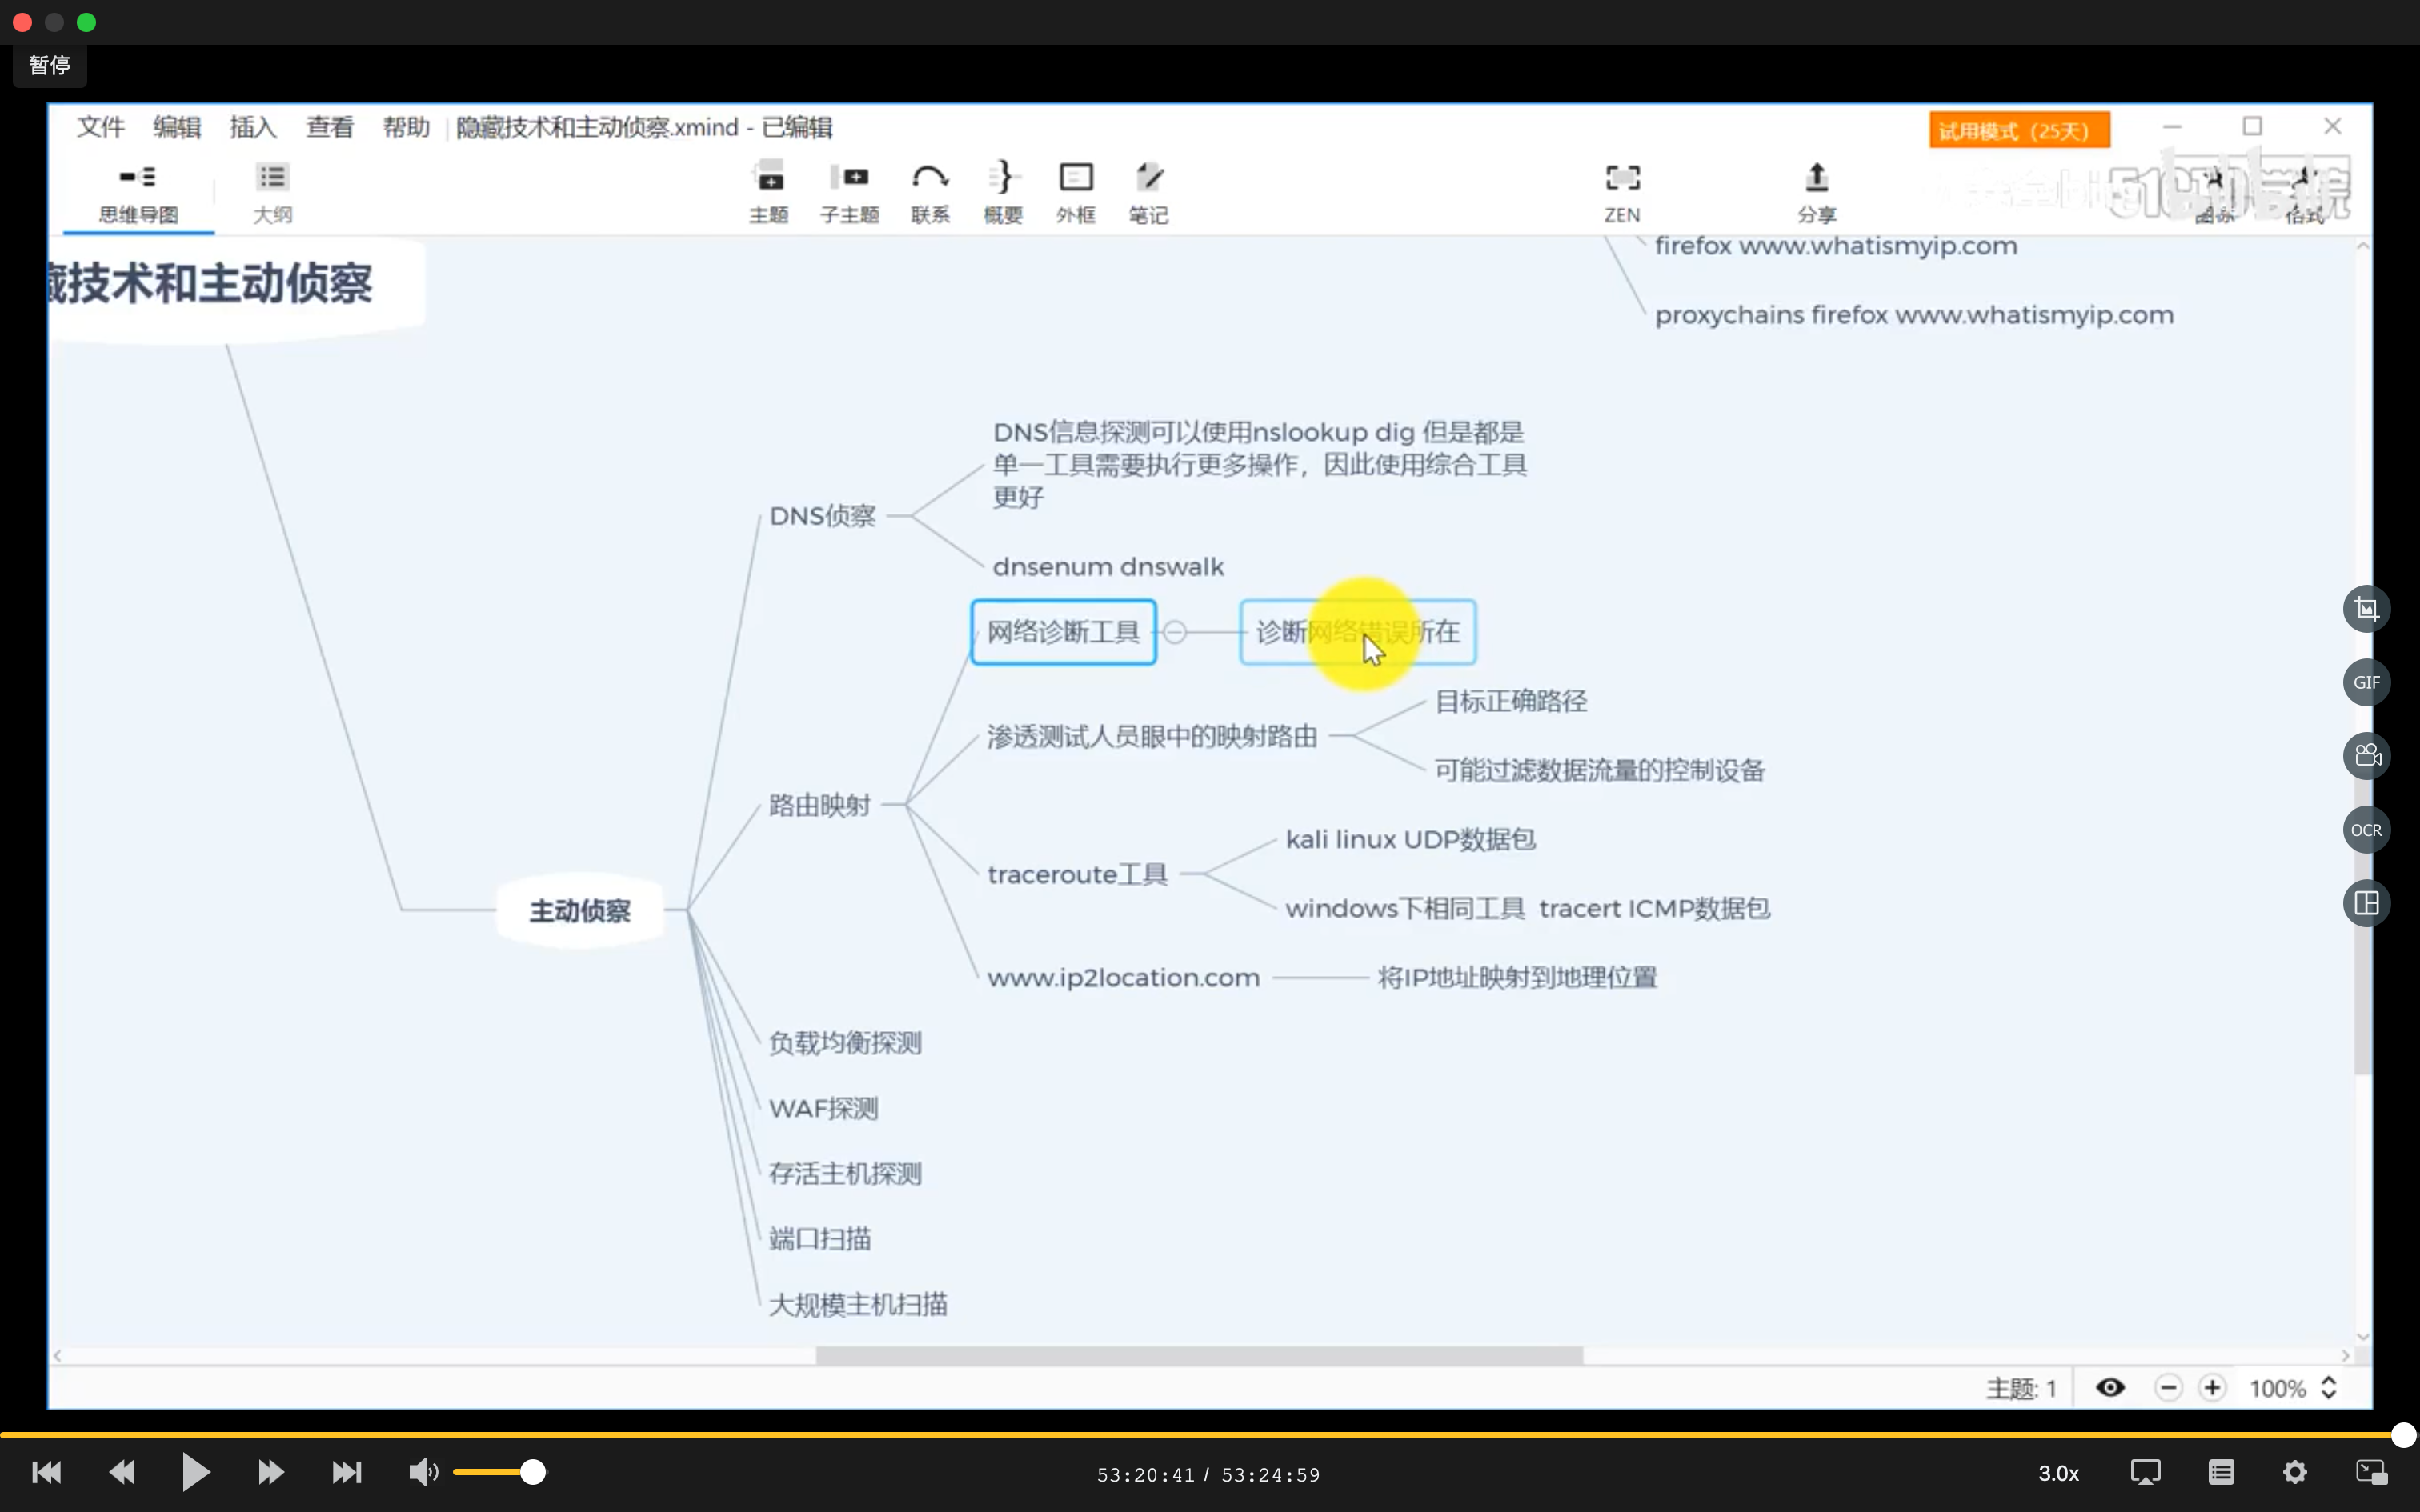 暂停
文件 编辑 插入 查看 帮助 隐藏技术和主动侦察.xmind - 已编辑
试用模式（25天）
思维导图 大纲 主题 子主题 联系 概要 外框 笔记 ZEN 分享 格式
firefox www.whatismyip.com
藏技术和主动侦察
proxychains firefox www.whatismyip.com
DNS信息探测可以使用nslookup dig 但是都是
单一工具需要执行更多操作，因此使用综合工具
更好
DNS侦察
dnsenum dnswalk
网络诊断工具 诊断网络错误所在
目标正确路径
渗透测试人员眼中的映射路由
可能过滤数据流量的控制设备
路由映射
kali linux UDP数据包
traceroute工具
windows下相同工具 tracert ICMP数据包
主动侦察
www.ip2location.com 将IP地址映射到地理位置
负载均衡探测
WAF探测
存活主机探测
端口扫描
大规模主机扫描
GIF
OCR
主题: 1 100%
53:20:41 / 53:24:59
3.0x